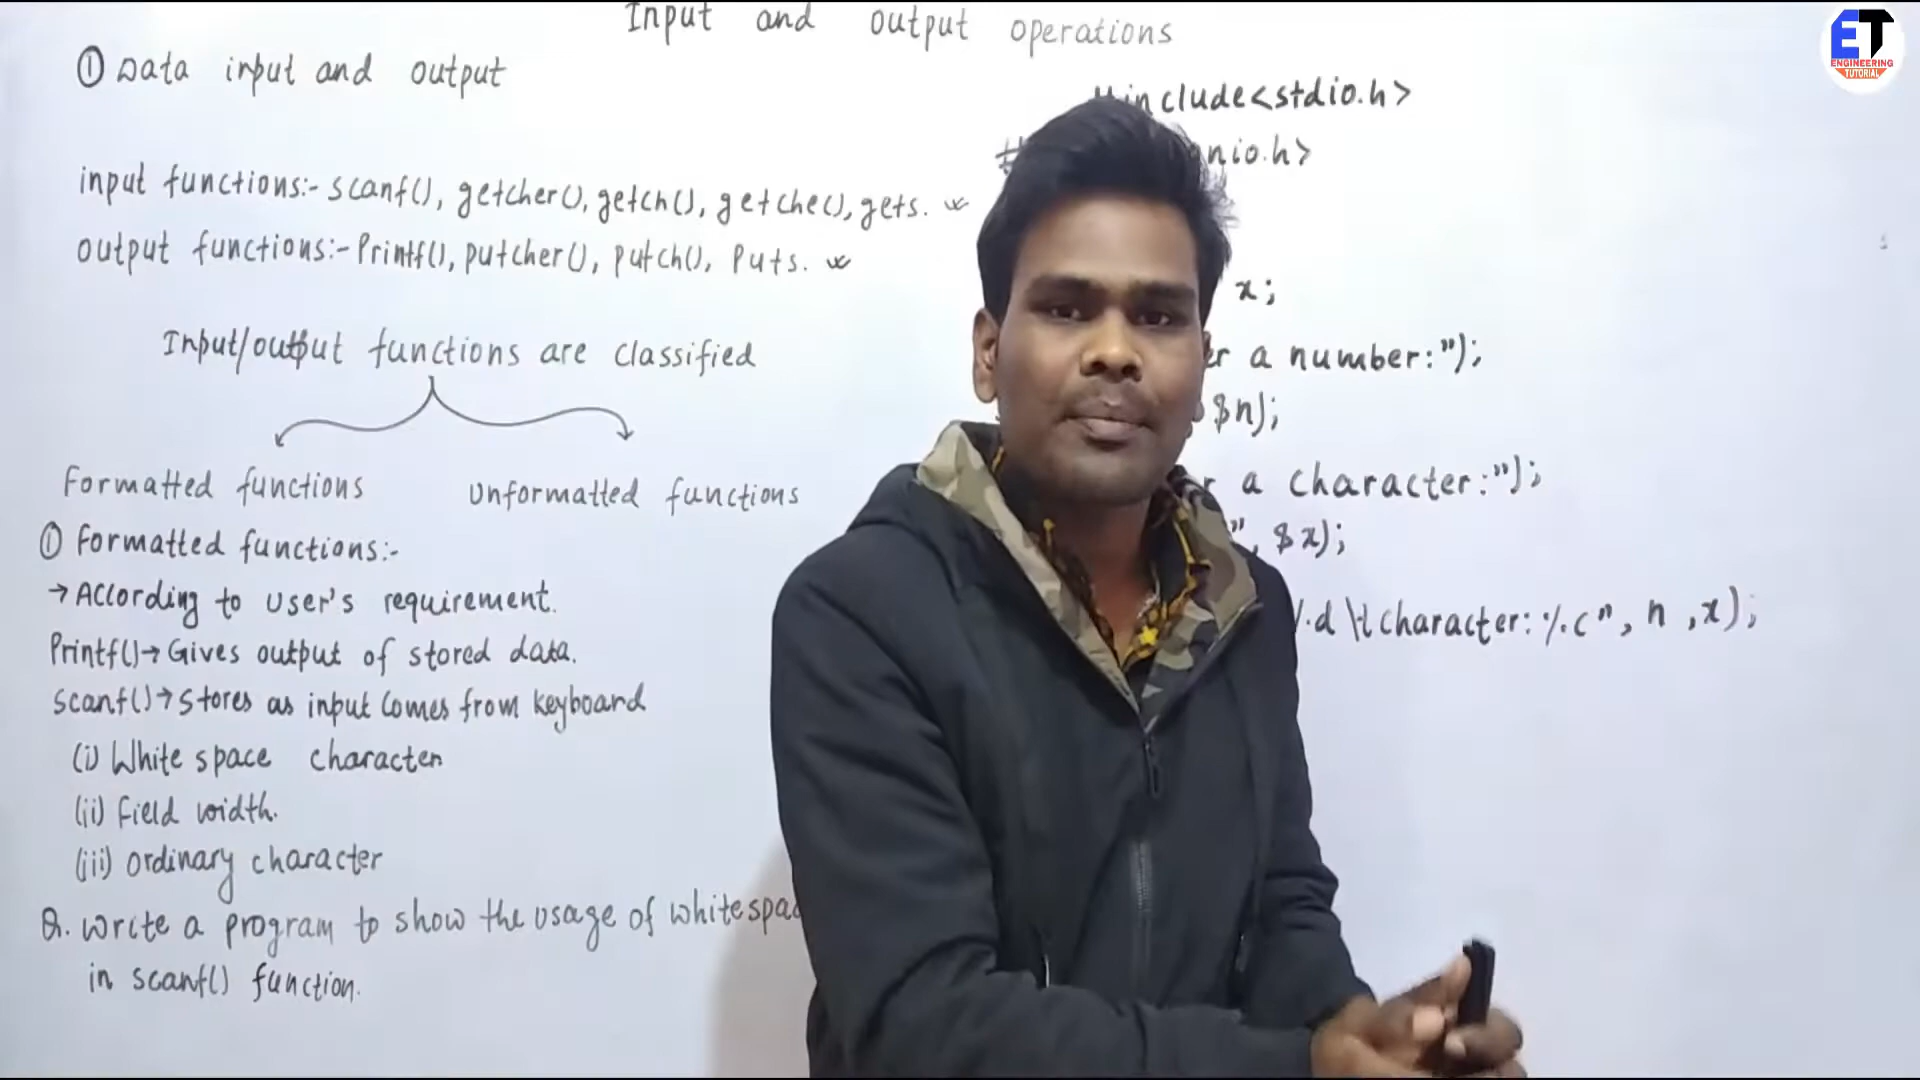 Input and output operations
① Data input and output
input functions:- scanf(), getcher(), getch(), getche(), gets.
output functions:- Printf(), putcher(), putch(), Puts.
Input/output functions are classified
Formatted functions
Unformatted functions
① Formatted functions:-
→ According to user's requirement.
Printf()→ Gives output of stored data.
Scanf()→ Stores as input Comes from keyboard
(i) White space character
(ii) Field width.
(iii) Ordinary character
Q. Write a program to show the usage of whitespac
in scanf() function.
#include<stdio.h>
#
nio.h>
x;
er a number:");
$n);
r a character:");
", $x);
%d \t character: %c", n ,x);
ET
ENGINEERING
TUTORIAL